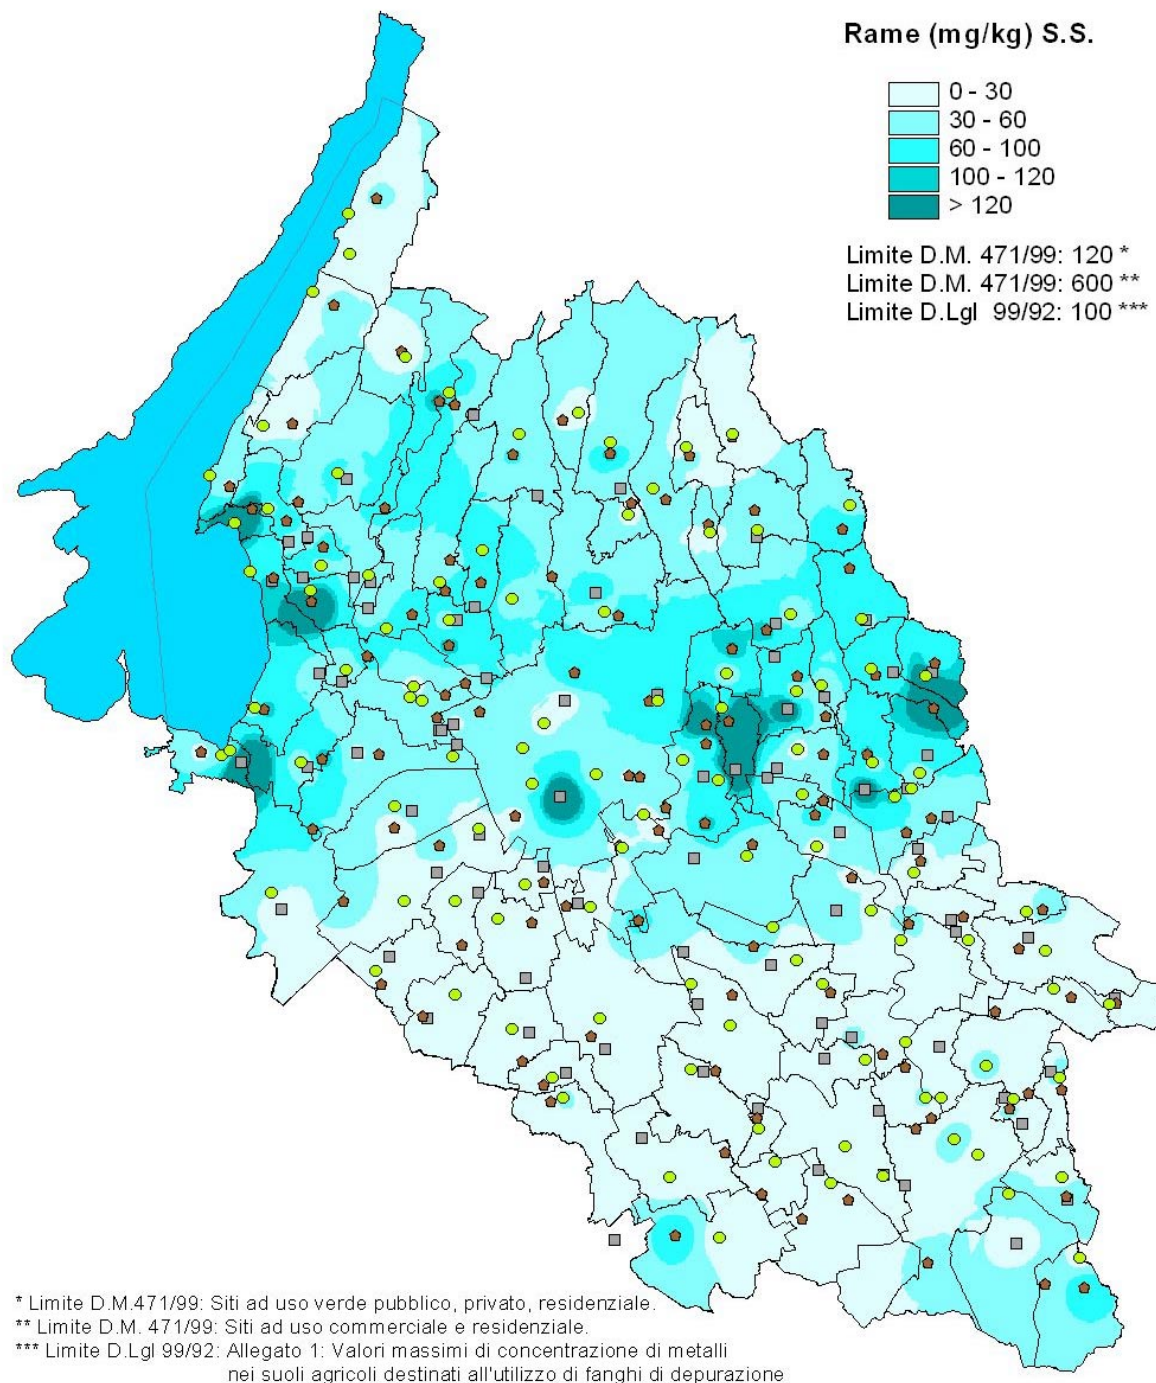 Rame (mg/kg) S.S.
0 - 30
30 - 60
60 - 100
100 - 120
> 120
Limite D.M. 471/99: 120 *
Limite D.M. 471/99: 600 **
Limite D.Lgl 99/92: 100 ***
* Limite D.M.471/99: Siti ad uso verde pubblico, privato, residenziale.
** Limite D.M. 471/99: Siti ad uso commerciale e residenziale.
*** Limite D.Lgl 99/92: Allegato 1: Valori massimi di concentrazione di metalli
nei suoli agricoli destinati all'utilizzo di fanghi di depurazione